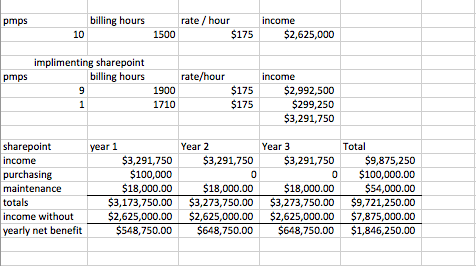 pmps billing hours rate / hour income
10 1500 $175 $2,625,000
implimenting sharepoint
pmps billing hours rate/hour income
9 1900 $175 $2,992,500
1 1710 $175 $299,250
$3,291,750
sharepoint year 1 Year 2 Year 3 Total
income $3,291,750 $3,291,750 $3,291,750 $9,875,250
purchasing $100,000 0 0 $100,000.00
maintenance $18,000.00 $18,000.00 $18,000.00 $54,000.00
totals $3,173,750.00 $3,273,750.00 $3,273,750.00 $9,721,250.00
income without $2,625,000.00 $2,625,000.00 $2,625,000.00 $7,875,000.00
yearly net benefit $548,750.00 $648,750.00 $648,750.00 $1,846,250.00